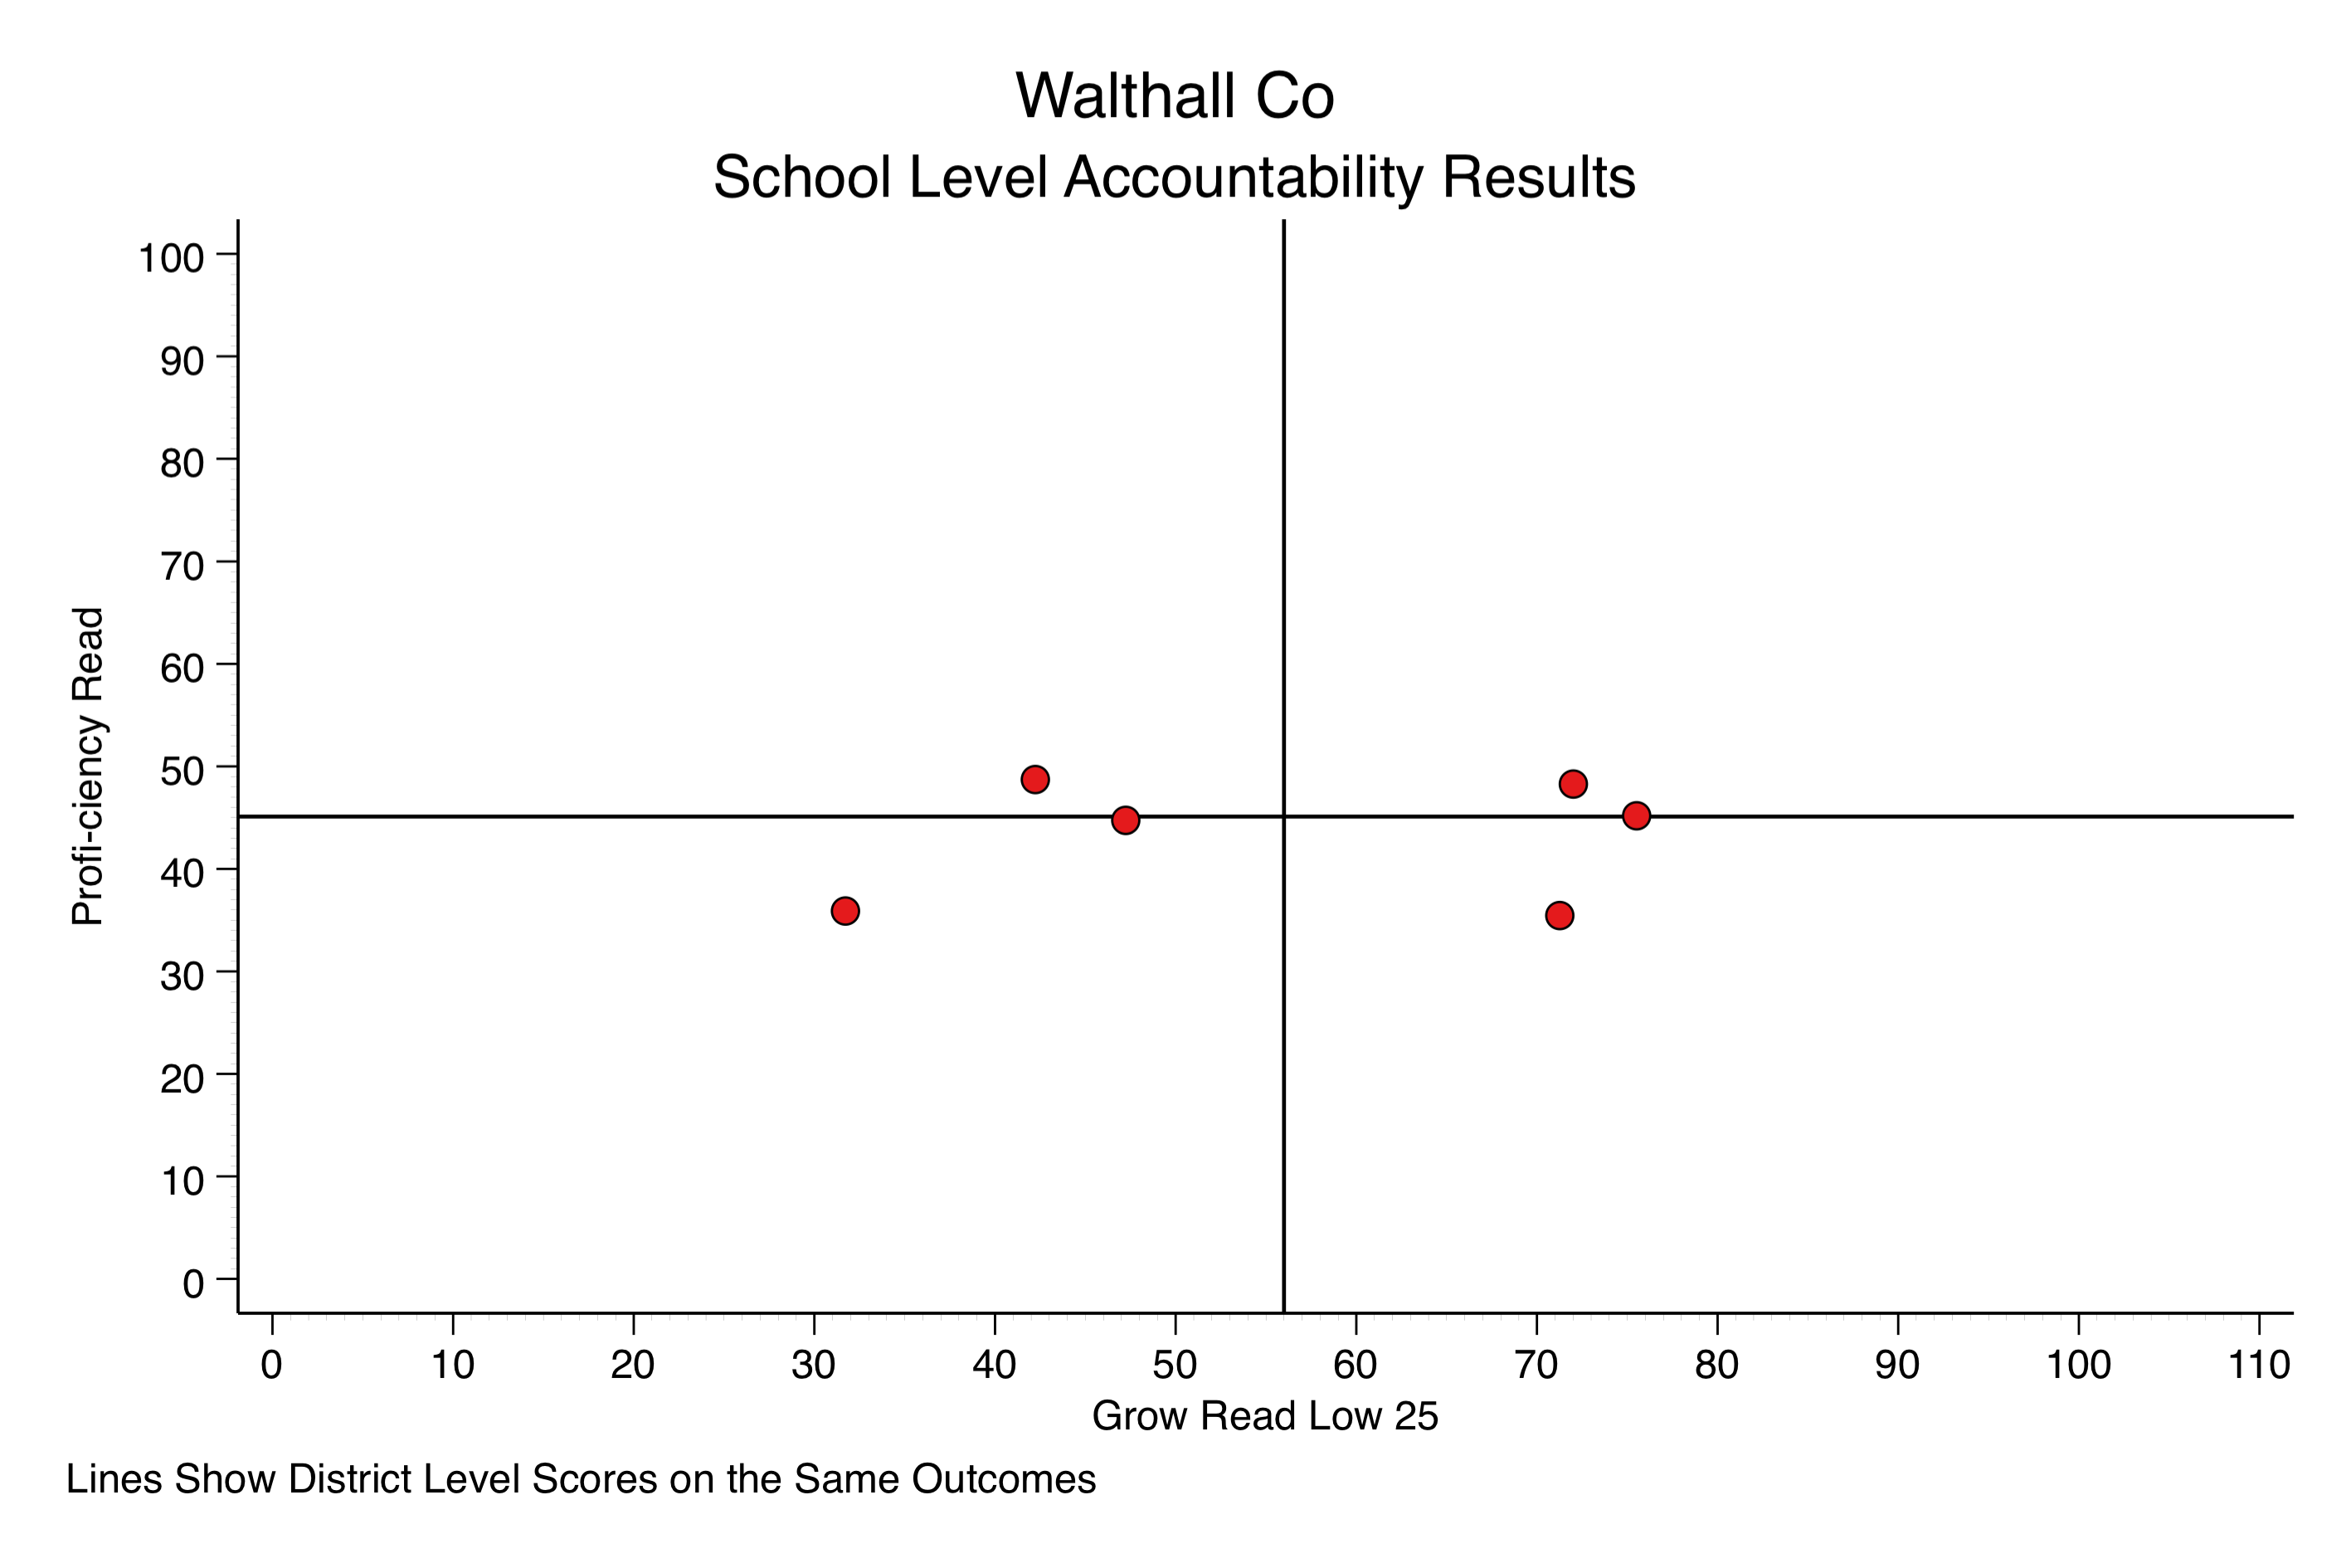 Walthall Co
School Level Accountability Results
100
90
80
70
60
50
40
30
20
10
0
Profi-ciency Read
0 10 20 30 40 50 60 70 80 90 100 110
Grow Read Low 25
Lines Show District Level Scores on the Same Outcomes